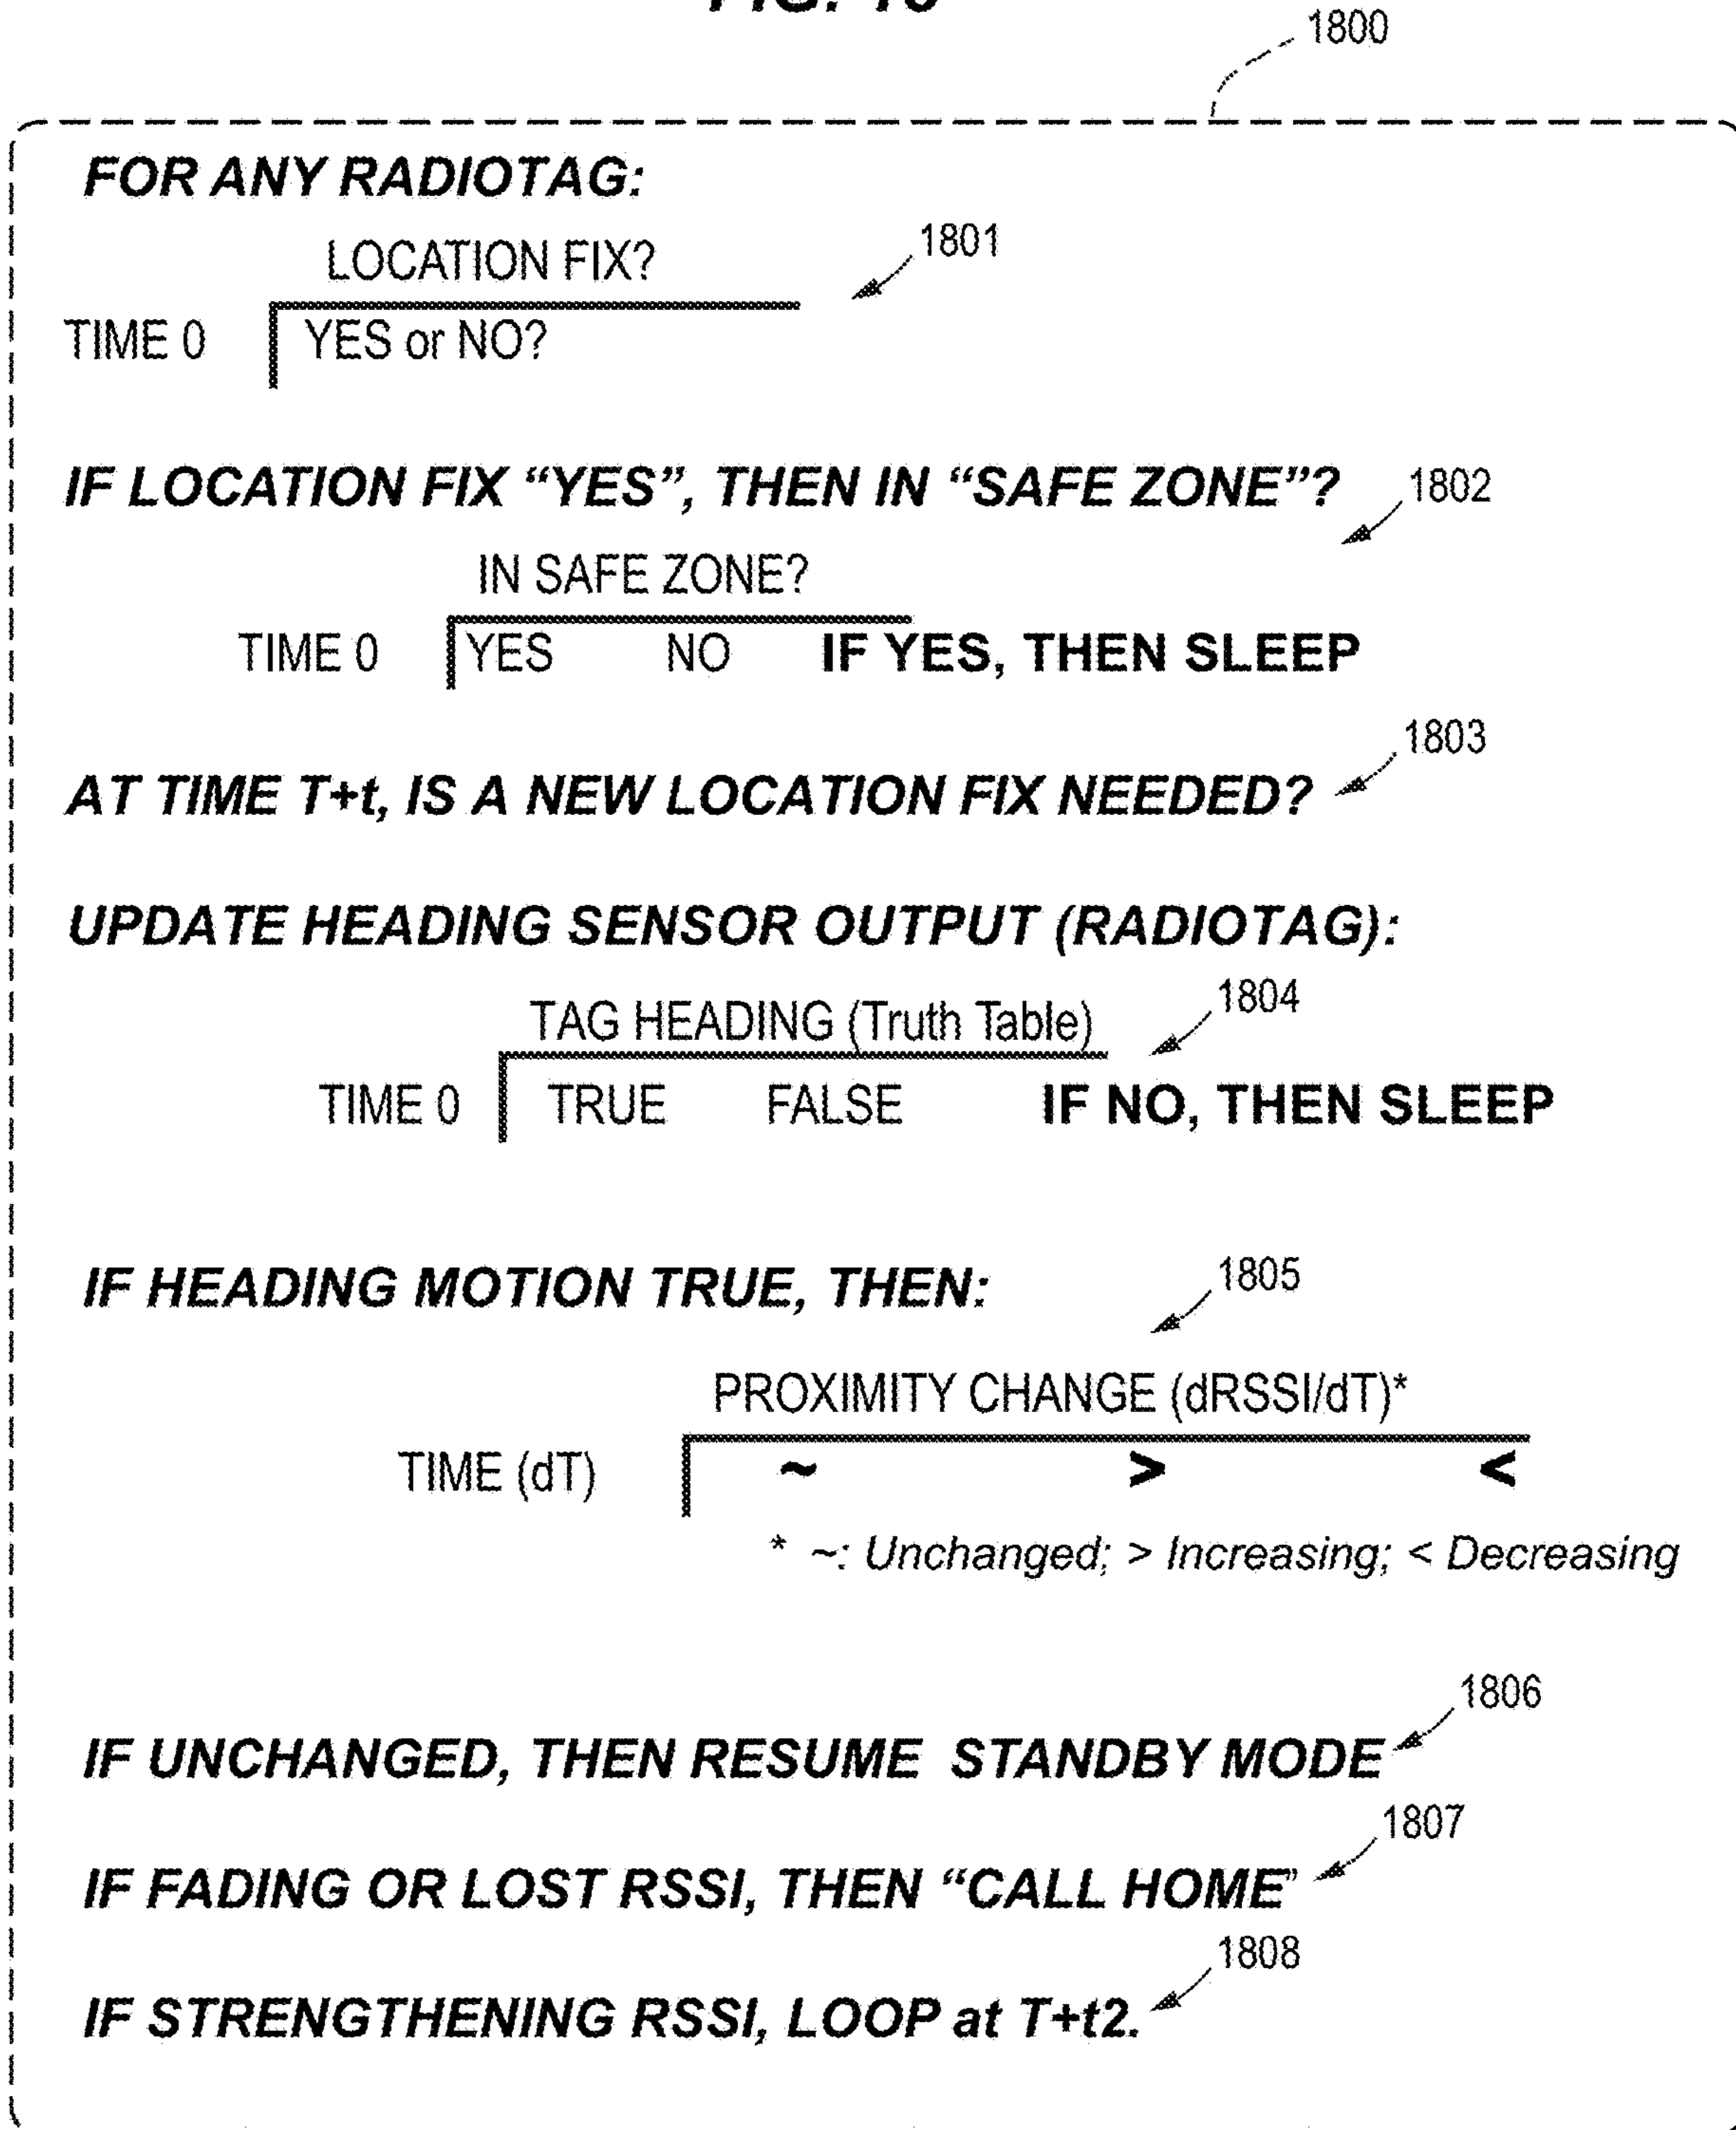 1800
FOR ANY RADIOTAG:
LOCATION FIX?
1801
TIME 0 YES or NO?
IF LOCATION FIX “YES”, THEN IN “SAFE ZONE”?
1802
IN SAFE ZONE?
TIME 0 YES NO IF YES, THEN SLEEP
1803
AT TIME T+t, IS A NEW LOCATION FIX NEEDED?
UPDATE HEADING SENSOR OUTPUT (RADIOTAG):
1804
TAG HEADING (Truth Table)
TIME 0 TRUE FALSE IF NO, THEN SLEEP
IF HEADING MOTION TRUE, THEN:
1805
PROXIMITY CHANGE (dRSSI/dT)*
TIME (dT) ~ > <
* ~: Unchanged; > Increasing; < Decreasing
1806
IF UNCHANGED, THEN RESUME STANDBY MODE
1807
IF FADING OR LOST RSSI, THEN “CALL HOME’
1808
IF STRENGTHENING RSSI, LOOP at T+t2.